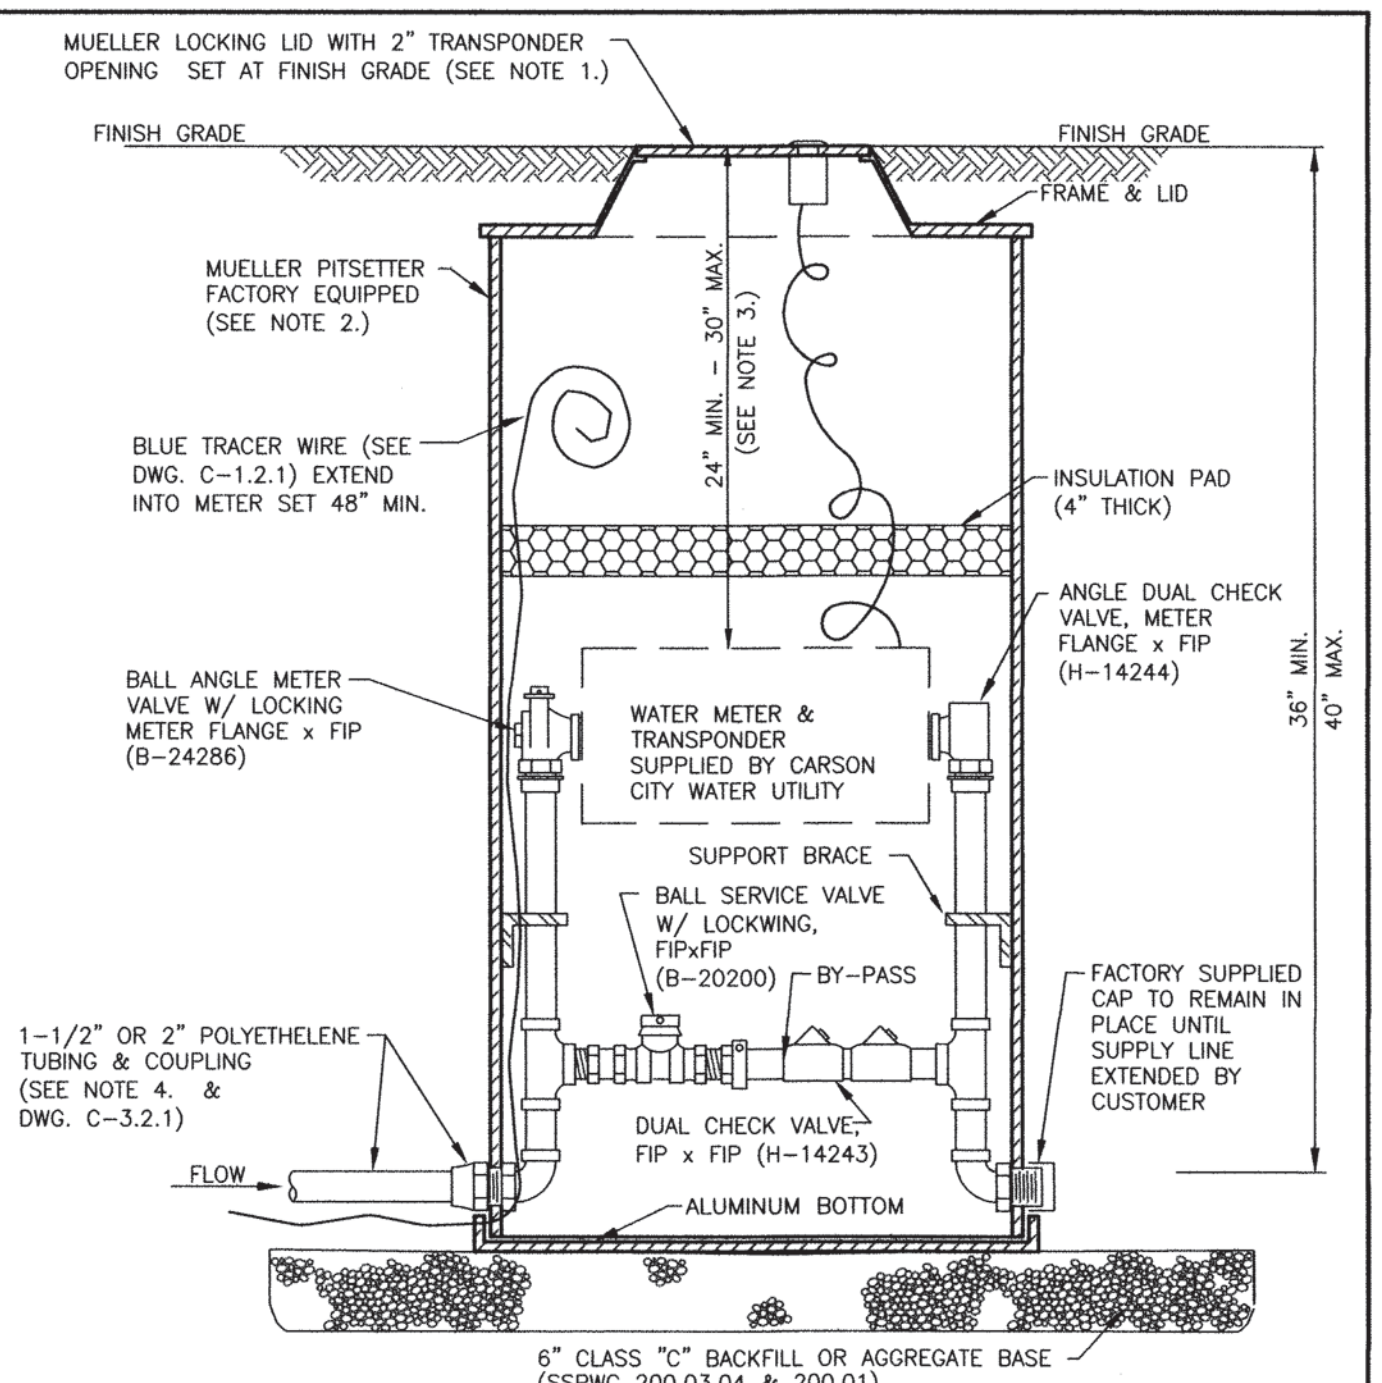 MUELLER LOCKING LID WITH 2" TRANSPONDER
OPENING SET AT FINISH GRADE (SEE NOTE 1.)
FINISH GRADE
FINISH GRADE
FRAME & LID
MUELLER PITSETTER
FACTORY EQUIPPED
(SEE NOTE 2.)
24" MIN. - 30" MAX.
(SEE NOTE 3.)
BLUE TRACER WIRE (SEE
DWG. C-1.2.1) EXTEND
INTO METER SET 48" MIN.
INSULATION PAD
(4" THICK)
ANGLE DUAL CHECK
VALVE, METER
FLANGE x FIP
(H-14244)
36" MIN.
40" MAX.
BALL ANGLE METER
VALVE W/ LOCKING
METER FLANGE x FIP
(B-24286)
WATER METER &
TRANSPONDER
SUPPLIED BY CARSON
CITY WATER UTILITY
SUPPORT BRACE
BALL SERVICE VALVE
W/ LOCKWING,
FIPxFIP
(B-20200)
BY-PASS
FACTORY SUPPLIED
CAP TO REMAIN IN
PLACE UNTIL
SUPPLY LINE
EXTENDED BY
CUSTOMER
1-1/2" OR 2" POLYETHELENE
TUBING & COUPLING
(SEE NOTE 4. &
DWG. C-3.2.1)
DUAL CHECK VALVE,
FIP x FIP (H-14243)
FLOW
ALUMINUM BOTTOM
6" CLASS "C" BACKFILL OR AGGREGATE BASE
(SSPWC 200.03.04 & 200.01)